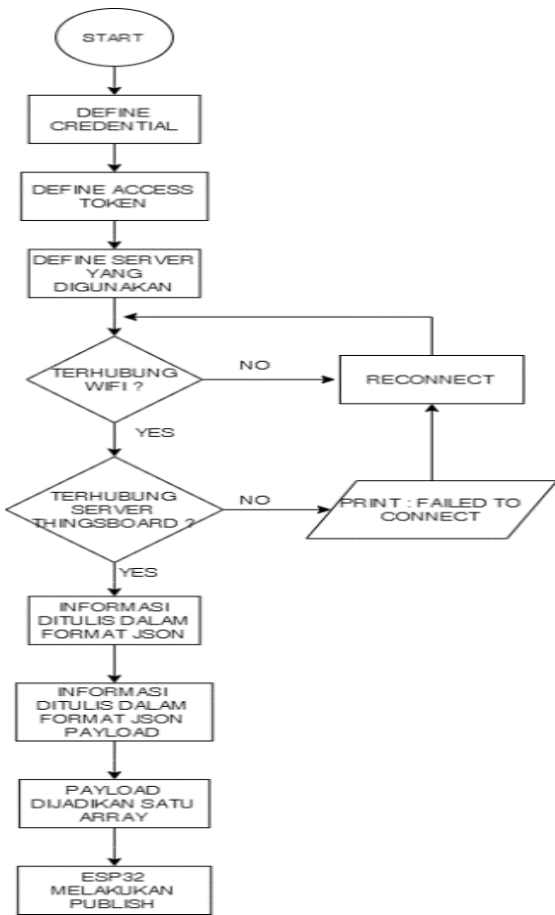 START
DEFINE
CREDENTIAL
DEFINE ACCESS
TOKEN
DEFINE SERVER
YANG
DIGUNAKAN
TERHUBUNG
WIFI ?
NO
RECONNECT
YES
TERHUBUNG
SERVER
THINGSBOARD ?
NO
PRINT : FAILED TO
CONNECT
YES
INFORMASI
DITULIS DALAM
FORMAT JSON
INFORMASI
DITULIS DALAM
FORMAT JSON
PAYLOAD
PAYLOAD
DIJADIKAN SATU
ARRAY
ESP32
MELAKUKAN
PUBLISH